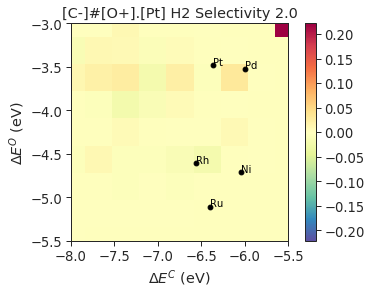 [C-]#[O+].[Pt] H2 Selectivity 2.0
ΔE^O (eV)
−3.0
−3.5
−4.0
−4.5
−5.0
−5.5
Pt
Pd
Rh
Ni
Ru
−8.0 −7.5 −7.0 −6.5 −6.0 −5.5
ΔE^C (eV)
0.20
0.15
0.10
0.05
0.00
−0.05
−0.10
−0.15
−0.20